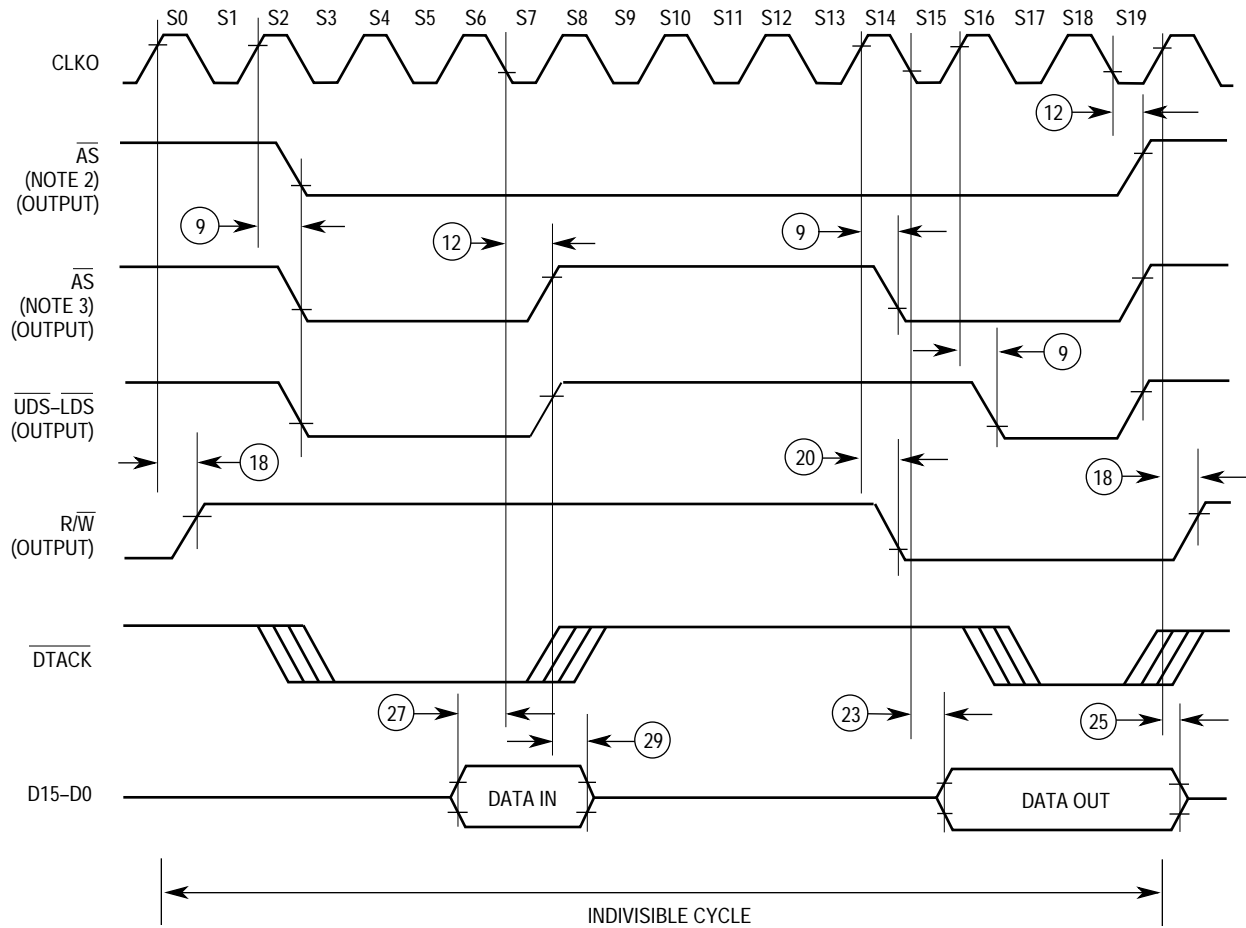 S0 S1 S2 S3 S4 S5 S6 S7 S8 S9 S10 S11 S12 S13 S14 S15 S16 S17 S18 S19
CLKO
12
AS
(NOTE 2)
(OUTPUT)
9
12
9
AS
(NOTE 3)
(OUTPUT)
9
UDS–LDS
(OUTPUT)
18
20
18
R/W
(OUTPUT)
DTACK
27
23
25
29
D15–D0
DATA IN
DATA OUT
INDIVISIBLE CYCLE